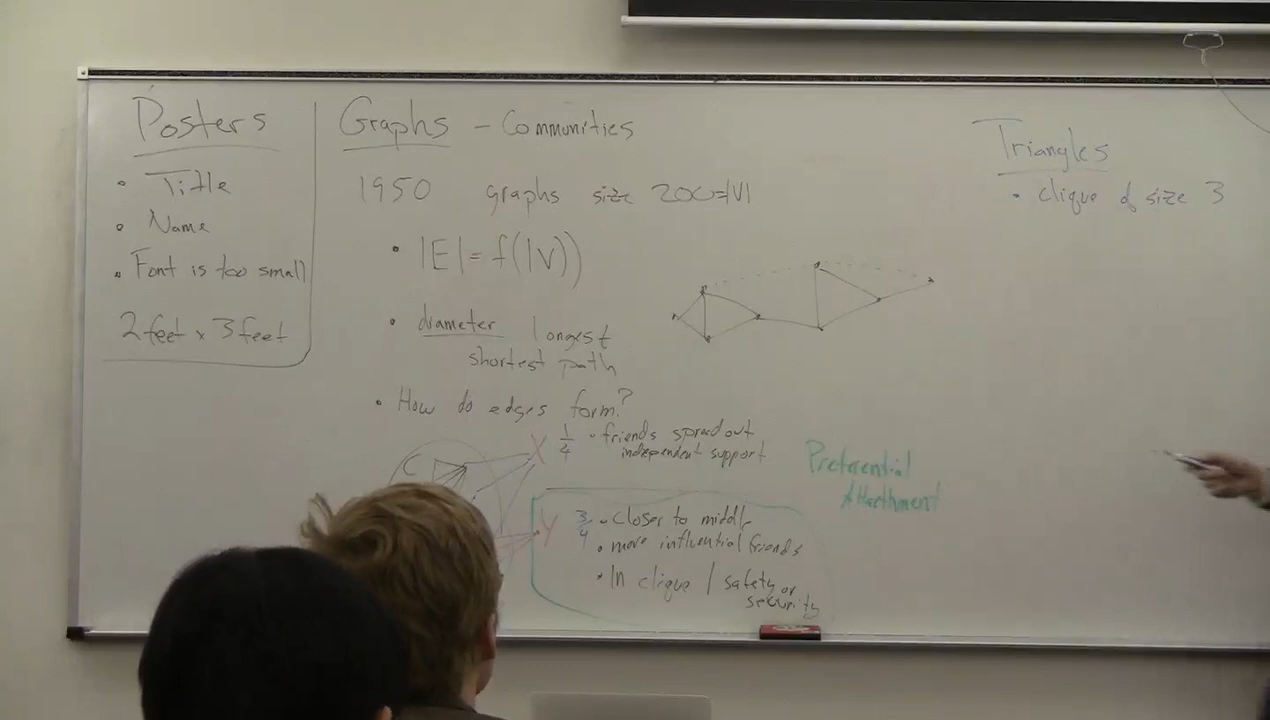 Posters
• Title
• Name
• Font is too small
2 feet x 3 feet
Graphs - Communities
1950 graphs size 200=|V|
• |E| = f(|V|)
• diameter longest
shortest path
• How do edges form?
C
X 1/4 • friends spread out
independent support
Y 3/4 • closer to middle
• more influential friends
• In clique / safety or
security
Preferential
Attachment
Triangles
• clique of size 3